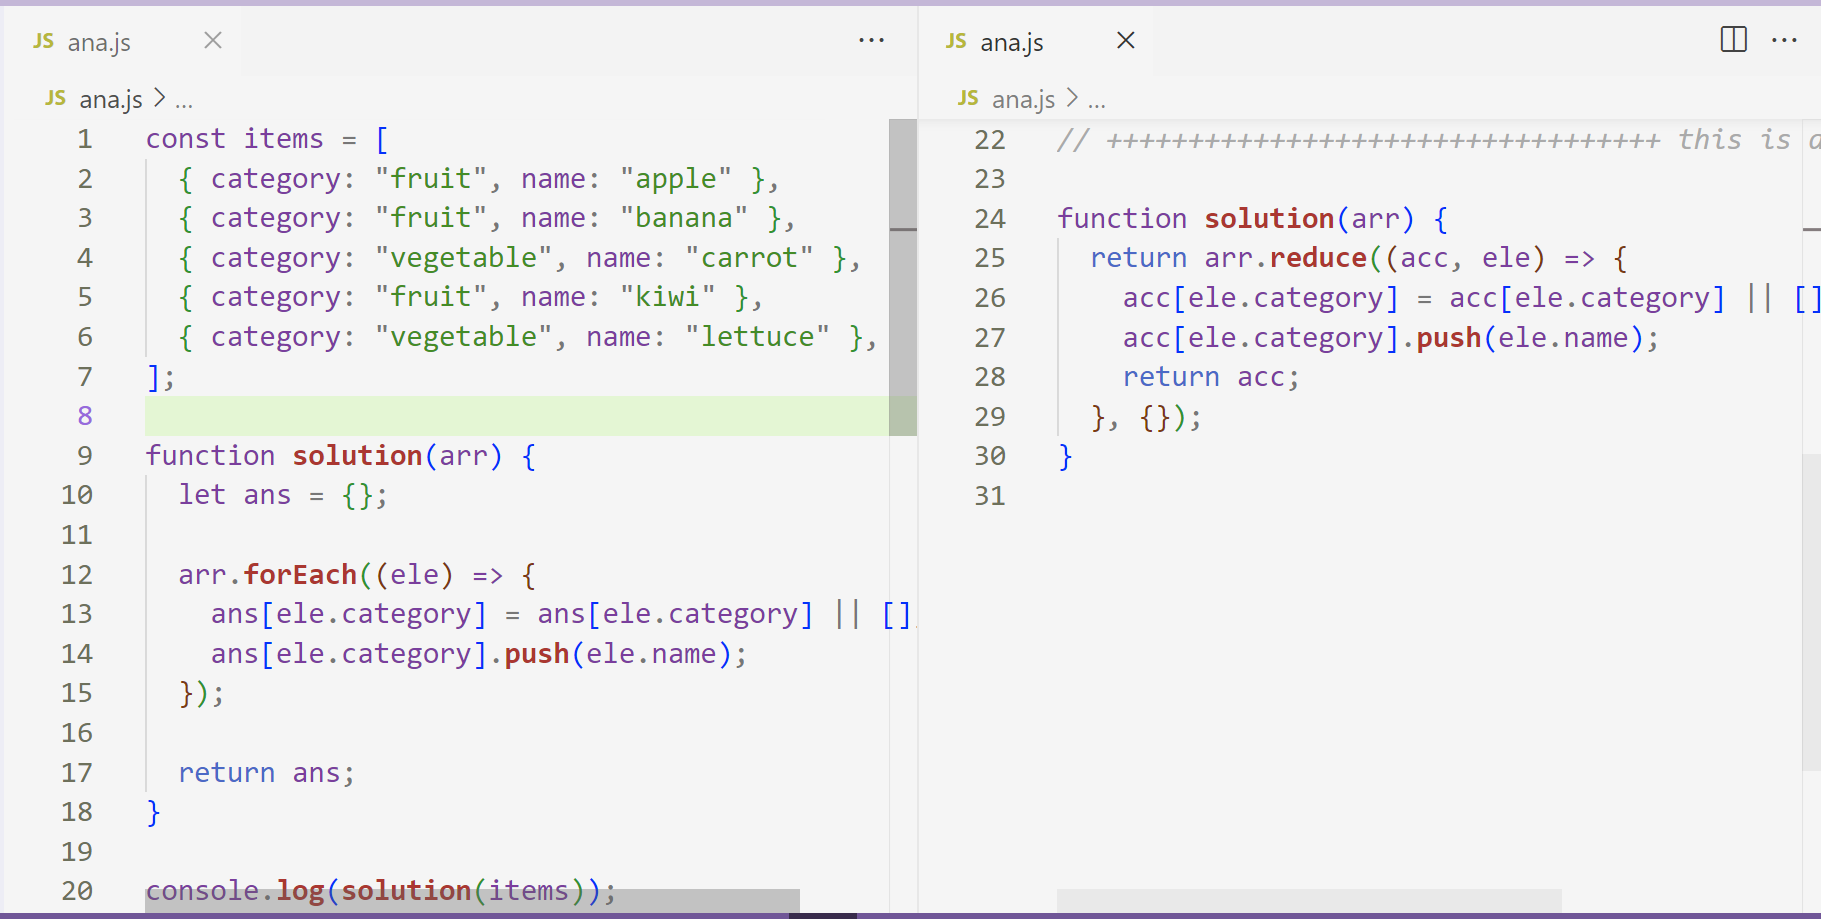 JS ana.js
JS ana.js > ...
1 const items = [
2 { category: "fruit", name: "apple" },
3 { category: "fruit", name: "banana" },
4 { category: "vegetable", name: "carrot" },
5 { category: "fruit", name: "kiwi" },
6 { category: "vegetable", name: "lettuce" },
7 ];
8
9 function solution(arr) {
10 let ans = {};
11
12 arr.forEach((ele) => {
13 ans[ele.category] = ans[ele.category] || []
14 ans[ele.category].push(ele.name);
15 });
16
17 return ans;
18 }
19
20 console.log(solution(items));
JS ana.js
JS ana.js > ...
22 // ++++++++++++++++++++++++++++++++++ this is
23
24 function solution(arr) {
25 return arr.reduce((acc, ele) => {
26 acc[ele.category] = acc[ele.category] || []
27 acc[ele.category].push(ele.name);
28 return acc;
29 }, {});
30 }
31